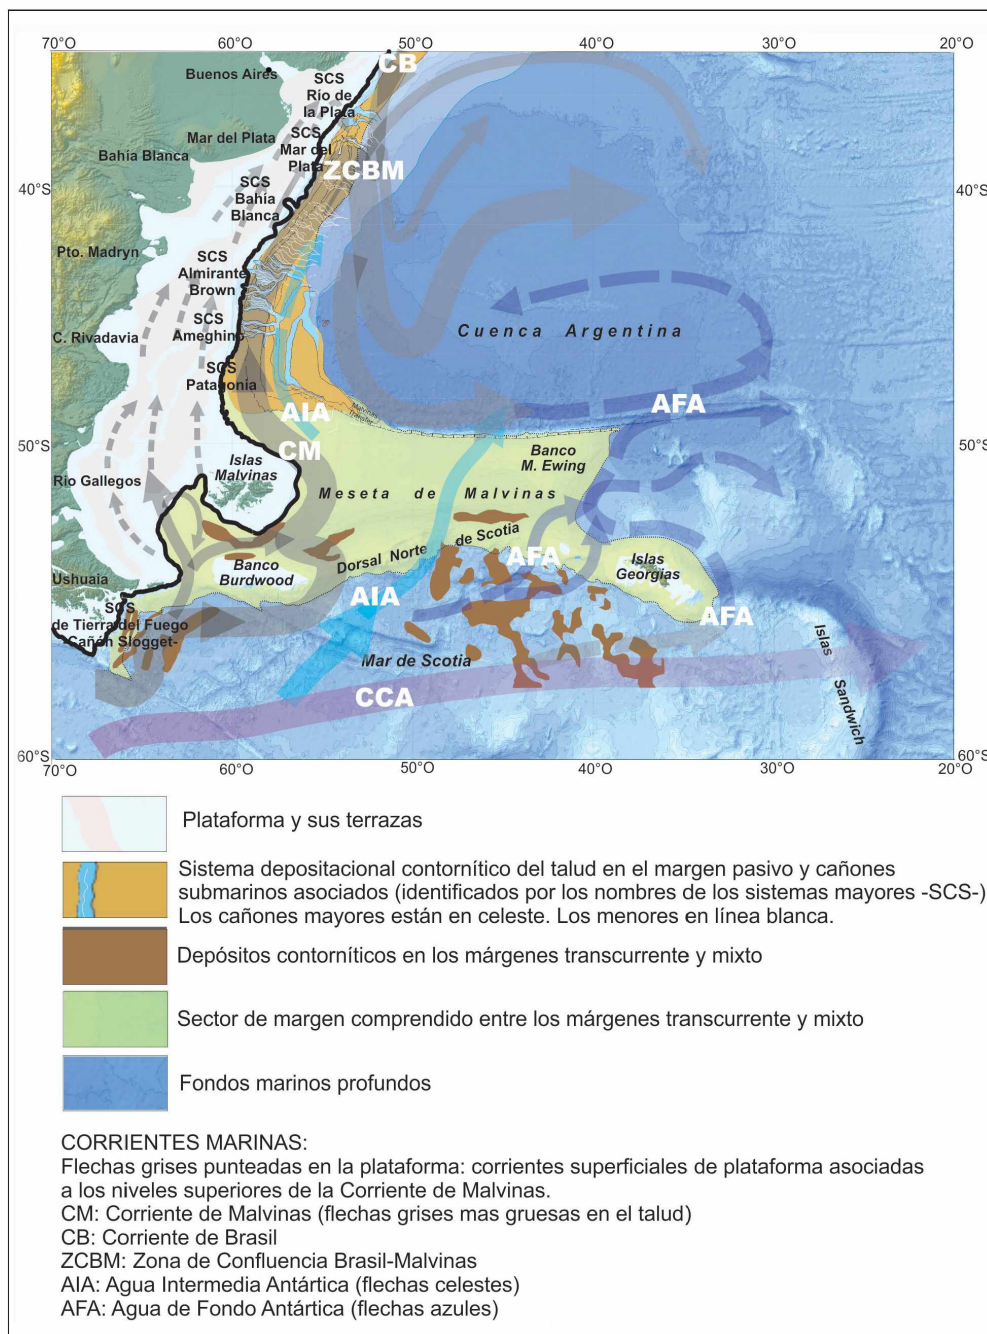 70°O 60°O 50°O 40°O 30°O 20°O
CB
Buenos Aires
SCS
Río de
la Plata
Mar del Plata
SCS
Mar del
Plata
Bahía Blanca
ZCBM
40°S 40°S
SCS
Bahía
Blanca
Pto. Madryn
SCS
Almirante
Brown
C. Rivadavia
SCS
Ameghino
Cuenca Argentina
SCS
Patagonia
AIA
AFA
CM
50°S 50°S
Banco
M. Ewing
Islas
Malvinas
Río Gallegos
Meseta de Malvinas
Dorsal Norte de Scotia
AFA
Banco
Burdwood
Islas
Georgias
Ushuaia
AIA
AFA
SCS
de Tierra del Fuego
-Cañón Slogget-
Mar de Scotia
Islas Sandwich
CCA
60°S 60°S
70°O 60°O 50°O 40°O 30°O 20°O
Plataforma y sus terrazas
Sistema depositacional contornítico del talud en el margen pasivo y cañones
submarinos asociados (identificados por los nombres de los sistemas mayores -SCS-)
Los cañones mayores están en celeste. Los menores en línea blanca.
Depósitos contorníticos en los márgenes transcurrente y mixto
Sector de margen comprendido entre los márgenes transcurrente y mixto
Fondos marinos profundos
CORRIENTES MARINAS:
Flechas grises punteadas en la plataforma: corrientes superficiales de plataforma asociadas
a los niveles superiores de la Corriente de Malvinas.
CM: Corriente de Malvinas (flechas grises mas gruesas en el talud)
CB: Corriente de Brasil
ZCBM: Zona de Confluencia Brasil-Malvinas
AIA: Agua Intermedia Antártica (flechas celestes)
AFA: Agua de Fondo Antártica (flechas azules)